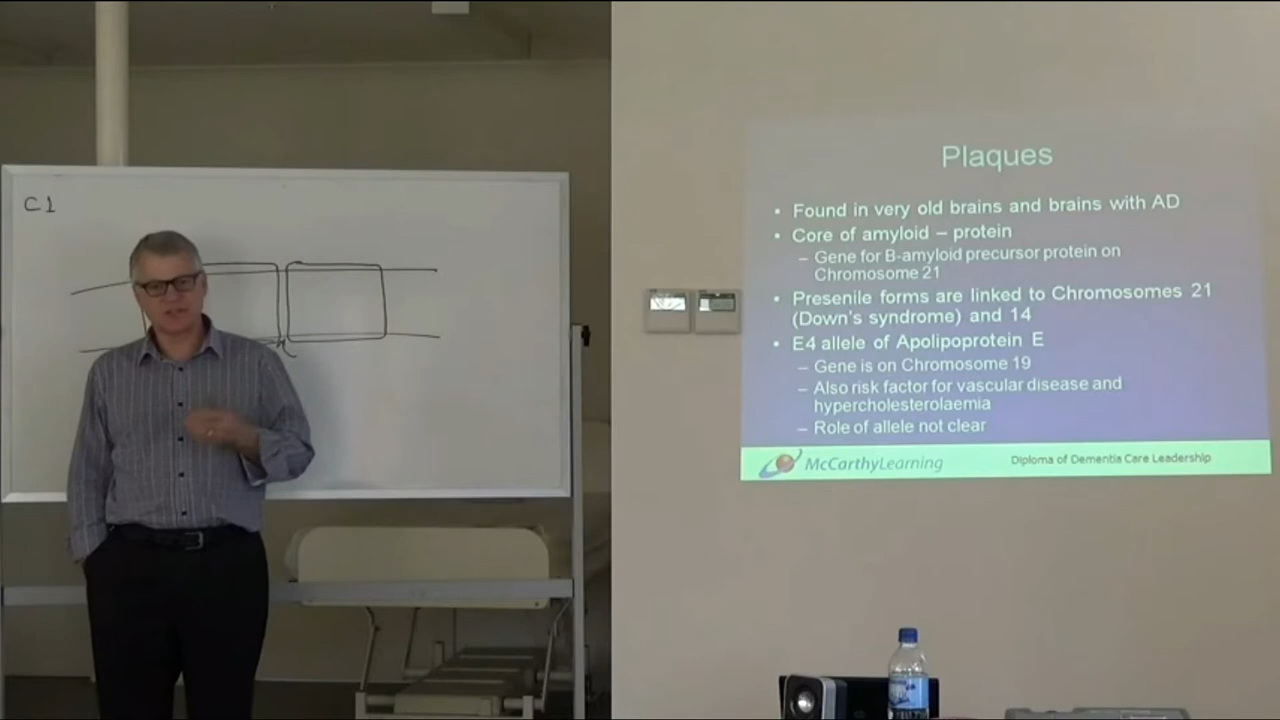 C1
Plaques
• Found in very old brains and brains with AD
• Core of amyloid – protein
– Gene for B-amyloid precursor protein on
Chromosome 21
• Presenile forms are linked to Chromosomes 21
(Down's syndrome) and 14
• E4 allele of Apolipoprotein E
– Gene is on Chromosome 19
– Also risk factor for vascular disease and
hypercholesterolaemia
– Role of allele not clear
McCarthyLearning
Diploma of Dementia Care Leadership